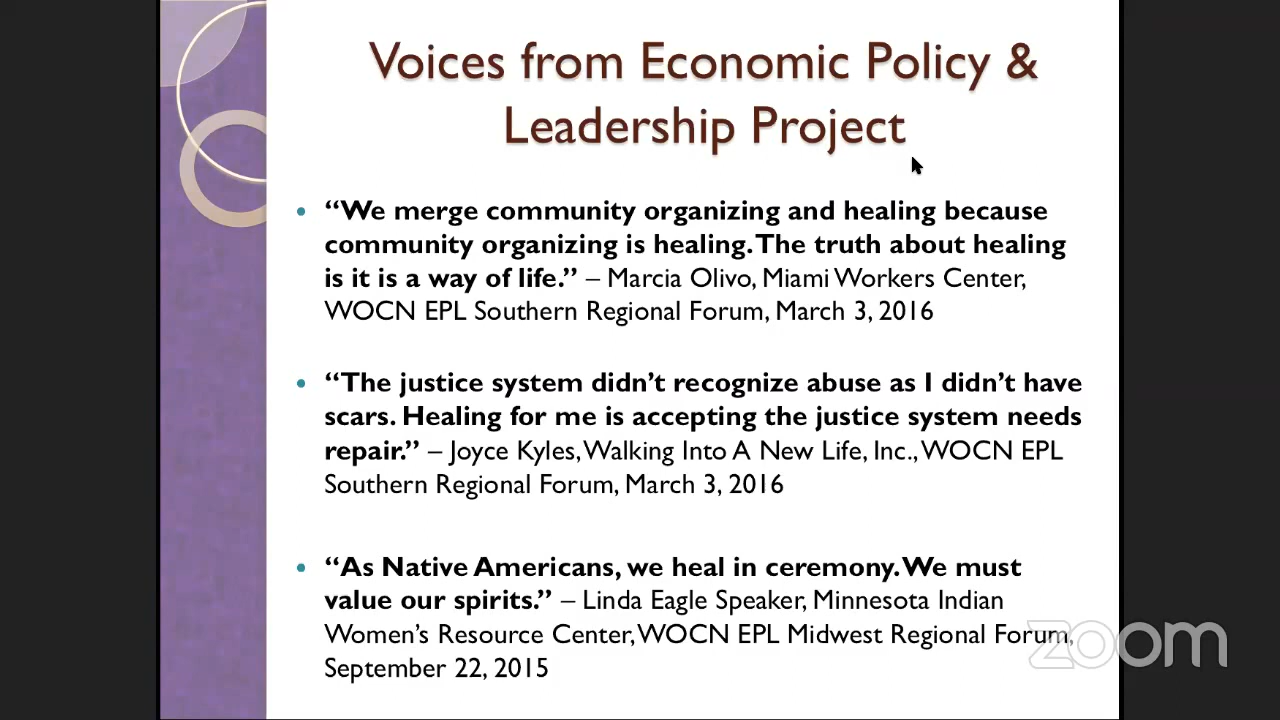 Voices from Economic Policy &
Leadership Project
• “We merge community organizing and healing because
community organizing is healing. The truth about healing
is it is a way of life.” – Marcia Olivo, Miami Workers Center,
WOCN EPL Southern Regional Forum, March 3, 2016
• “The justice system didn’t recognize abuse as I didn’t have
scars. Healing for me is accepting the justice system needs
repair.” – Joyce Kyles, Walking Into A New Life, Inc., WOCN EPL
Southern Regional Forum, March 3, 2016
• “As Native Americans, we heal in ceremony. We must
value our spirits.” – Linda Eagle Speaker, Minnesota Indian
Women’s Resource Center, WOCN EPL Midwest Regional Forum,
September 22, 2015
zoom